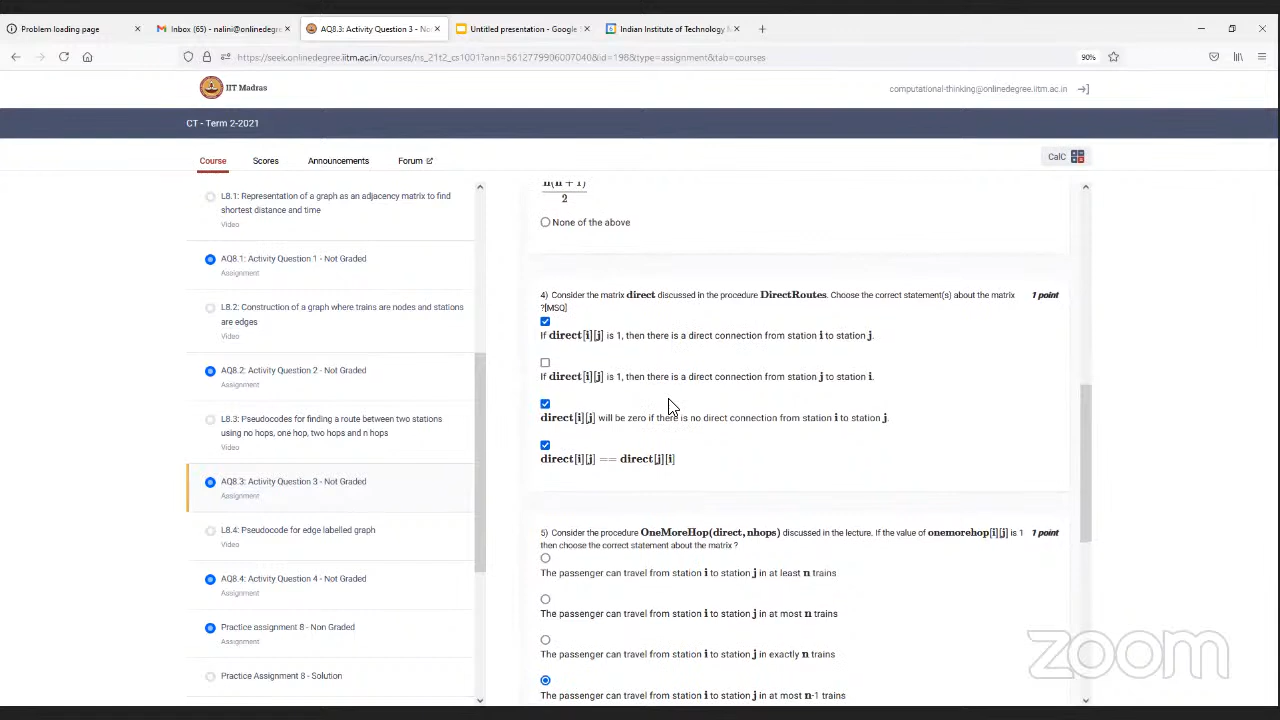 Problem loading page
Inbox (65) - nalini@onlinedegre
AQ8.3: Activity Question 3 - No
Untitled presentation - Google
Indian Institute of Technology M
https://seek.onlinedegree.iitm.ac.in/courses/ns_21t2_cs1001?ann=5612779960070400&id=198&type=assignment&tab=courses
90%
IIT Madras
computational-thinking@onlinedegree.iitm.ac.in
CT - Term 2-2021
Course
Scores
Announcements
Forum
CalC
L8.1: Representation of a graph as an adjacency matrix to find
shortest distance and time
Video
AQ8.1: Activity Question 1 - Not Graded
Assignment
L8.2: Construction of a graph where trains are nodes and stations
are edges
Video
AQ8.2: Activity Question 2 - Not Graded
Assignment
L8.3: Pseudocodes for finding a route between two stations
using no hops, one hop, two hops and n hops
Video
AQ8.3: Activity Question 3 - Not Graded
Assignment
L8.4: Pseudocode for edge labelled graph
Video
AQ8.4: Activity Question 4 - Not Graded
Assignment
Practice assignment 8 - Non Graded
Assignment
Practice Assignment 8 - Solution
n(n + 1)
2
None of the above
4) Consider the matrix direct discussed in the procedure DirectRoutes. Choose the correct statement(s) about the matrix
1 point
?[MSQ]
If direct[i][j] is 1, then there is a direct connection from station i to station j.
If direct[i][j] is 1, then there is a direct connection from station j to station i.
direct[i][j] will be zero if there is no direct connection from station i to station j.
direct[i][j] == direct[j][i]
5) Consider the procedure OneMoreHop(direct, nhops) discussed in the lecture. If the value of onemorehop[i][j] is 1
1 point
then choose the correct statement about the matrix ?
The passenger can travel from station i to station j in at least n trains
The passenger can travel from station i to station j in at most n trains
The passenger can travel from station i to station j in exactly n trains
The passenger can travel from station i to station j in at most n-1 trains
zoom